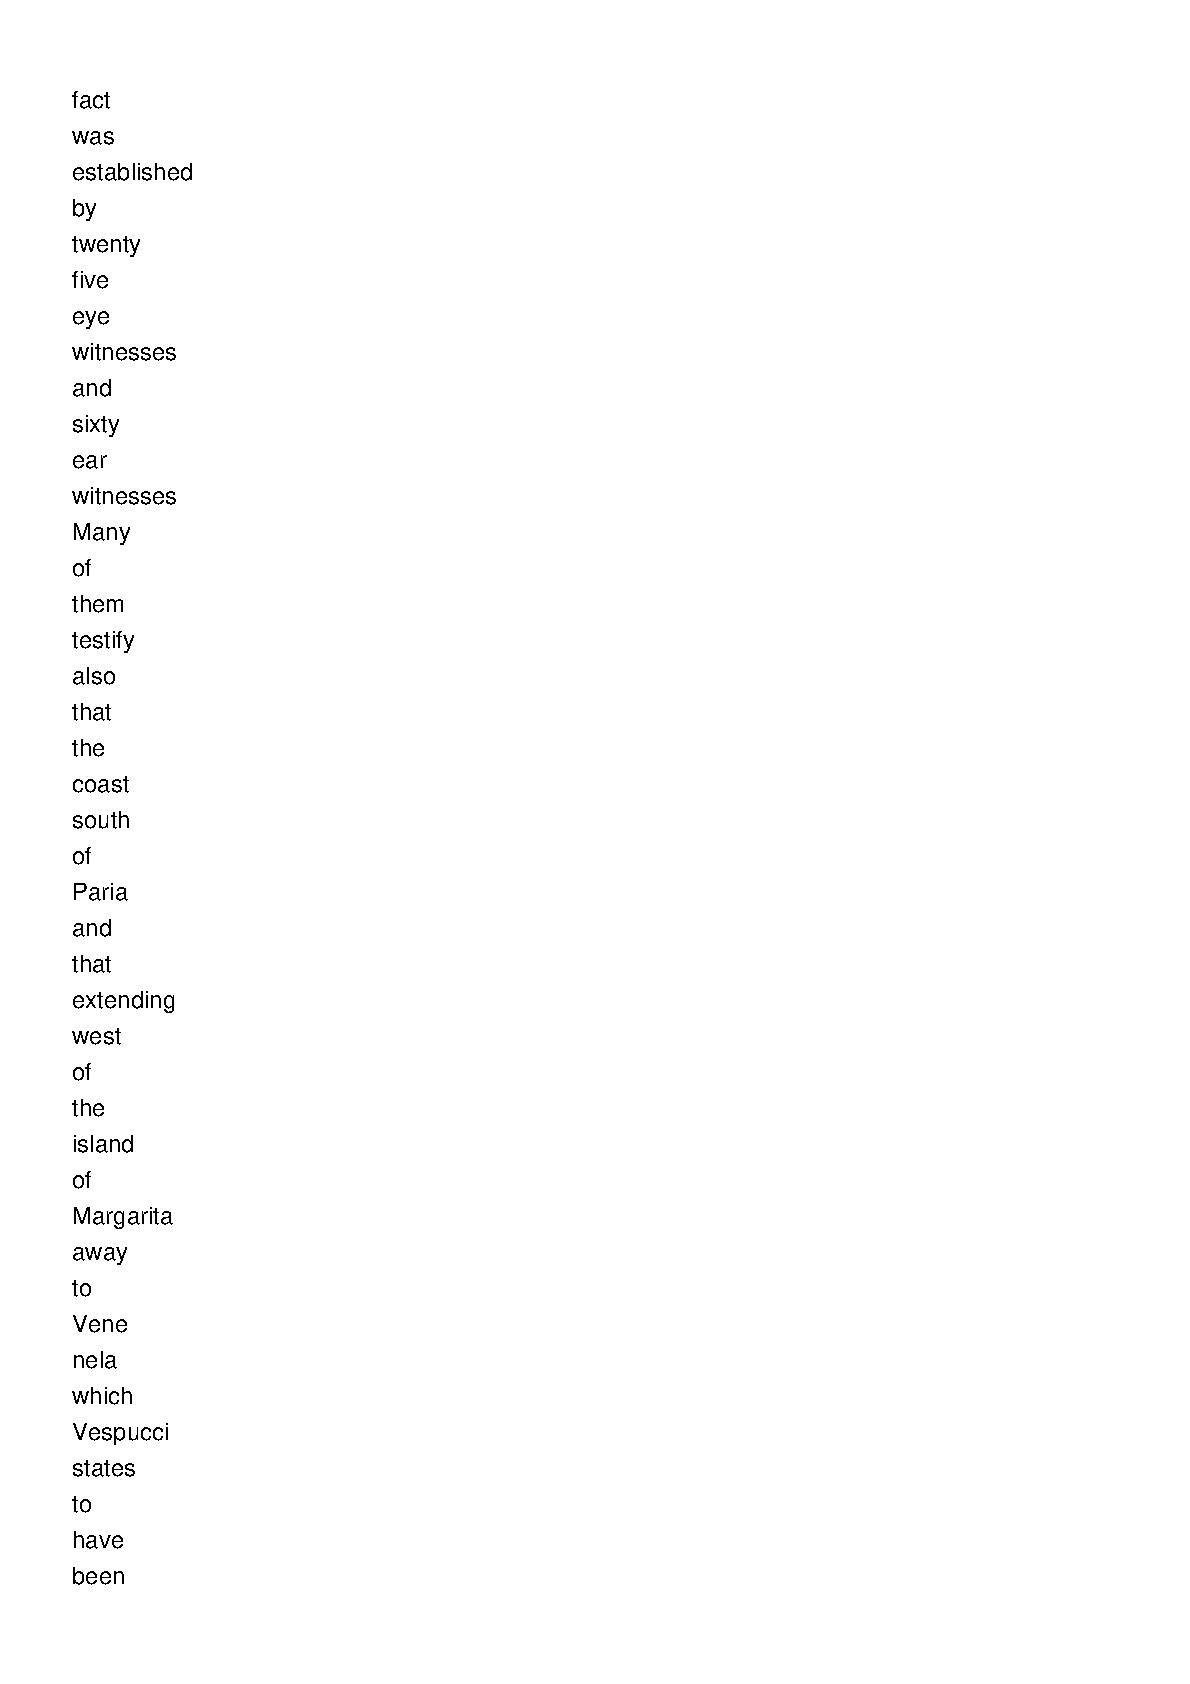 fact
was
established
by
twenty
five
eye
witnesses
and
sixty
ear
witnesses
Many
of
them
testify
also
that
the
coast
south
of
Paria
and
that
extending
west
of
the
island
of
Margarita
away
to
Vene
nela
which
Vespucci
states
to
have
been